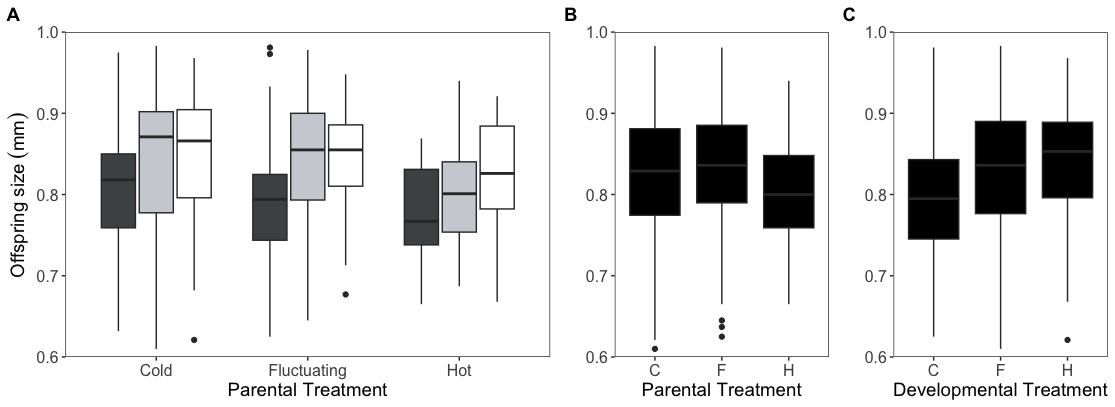 A
1.0
0.9
0.8
0.7
0.6
Offspring size (mm)
Cold Fluctuating Hot
Parental Treatment
B
1.0
0.9
0.8
0.7
0.6
C F H
Parental Treatment
C
1.0
0.9
0.8
0.7
0.6
C F H
Developmental Treatment